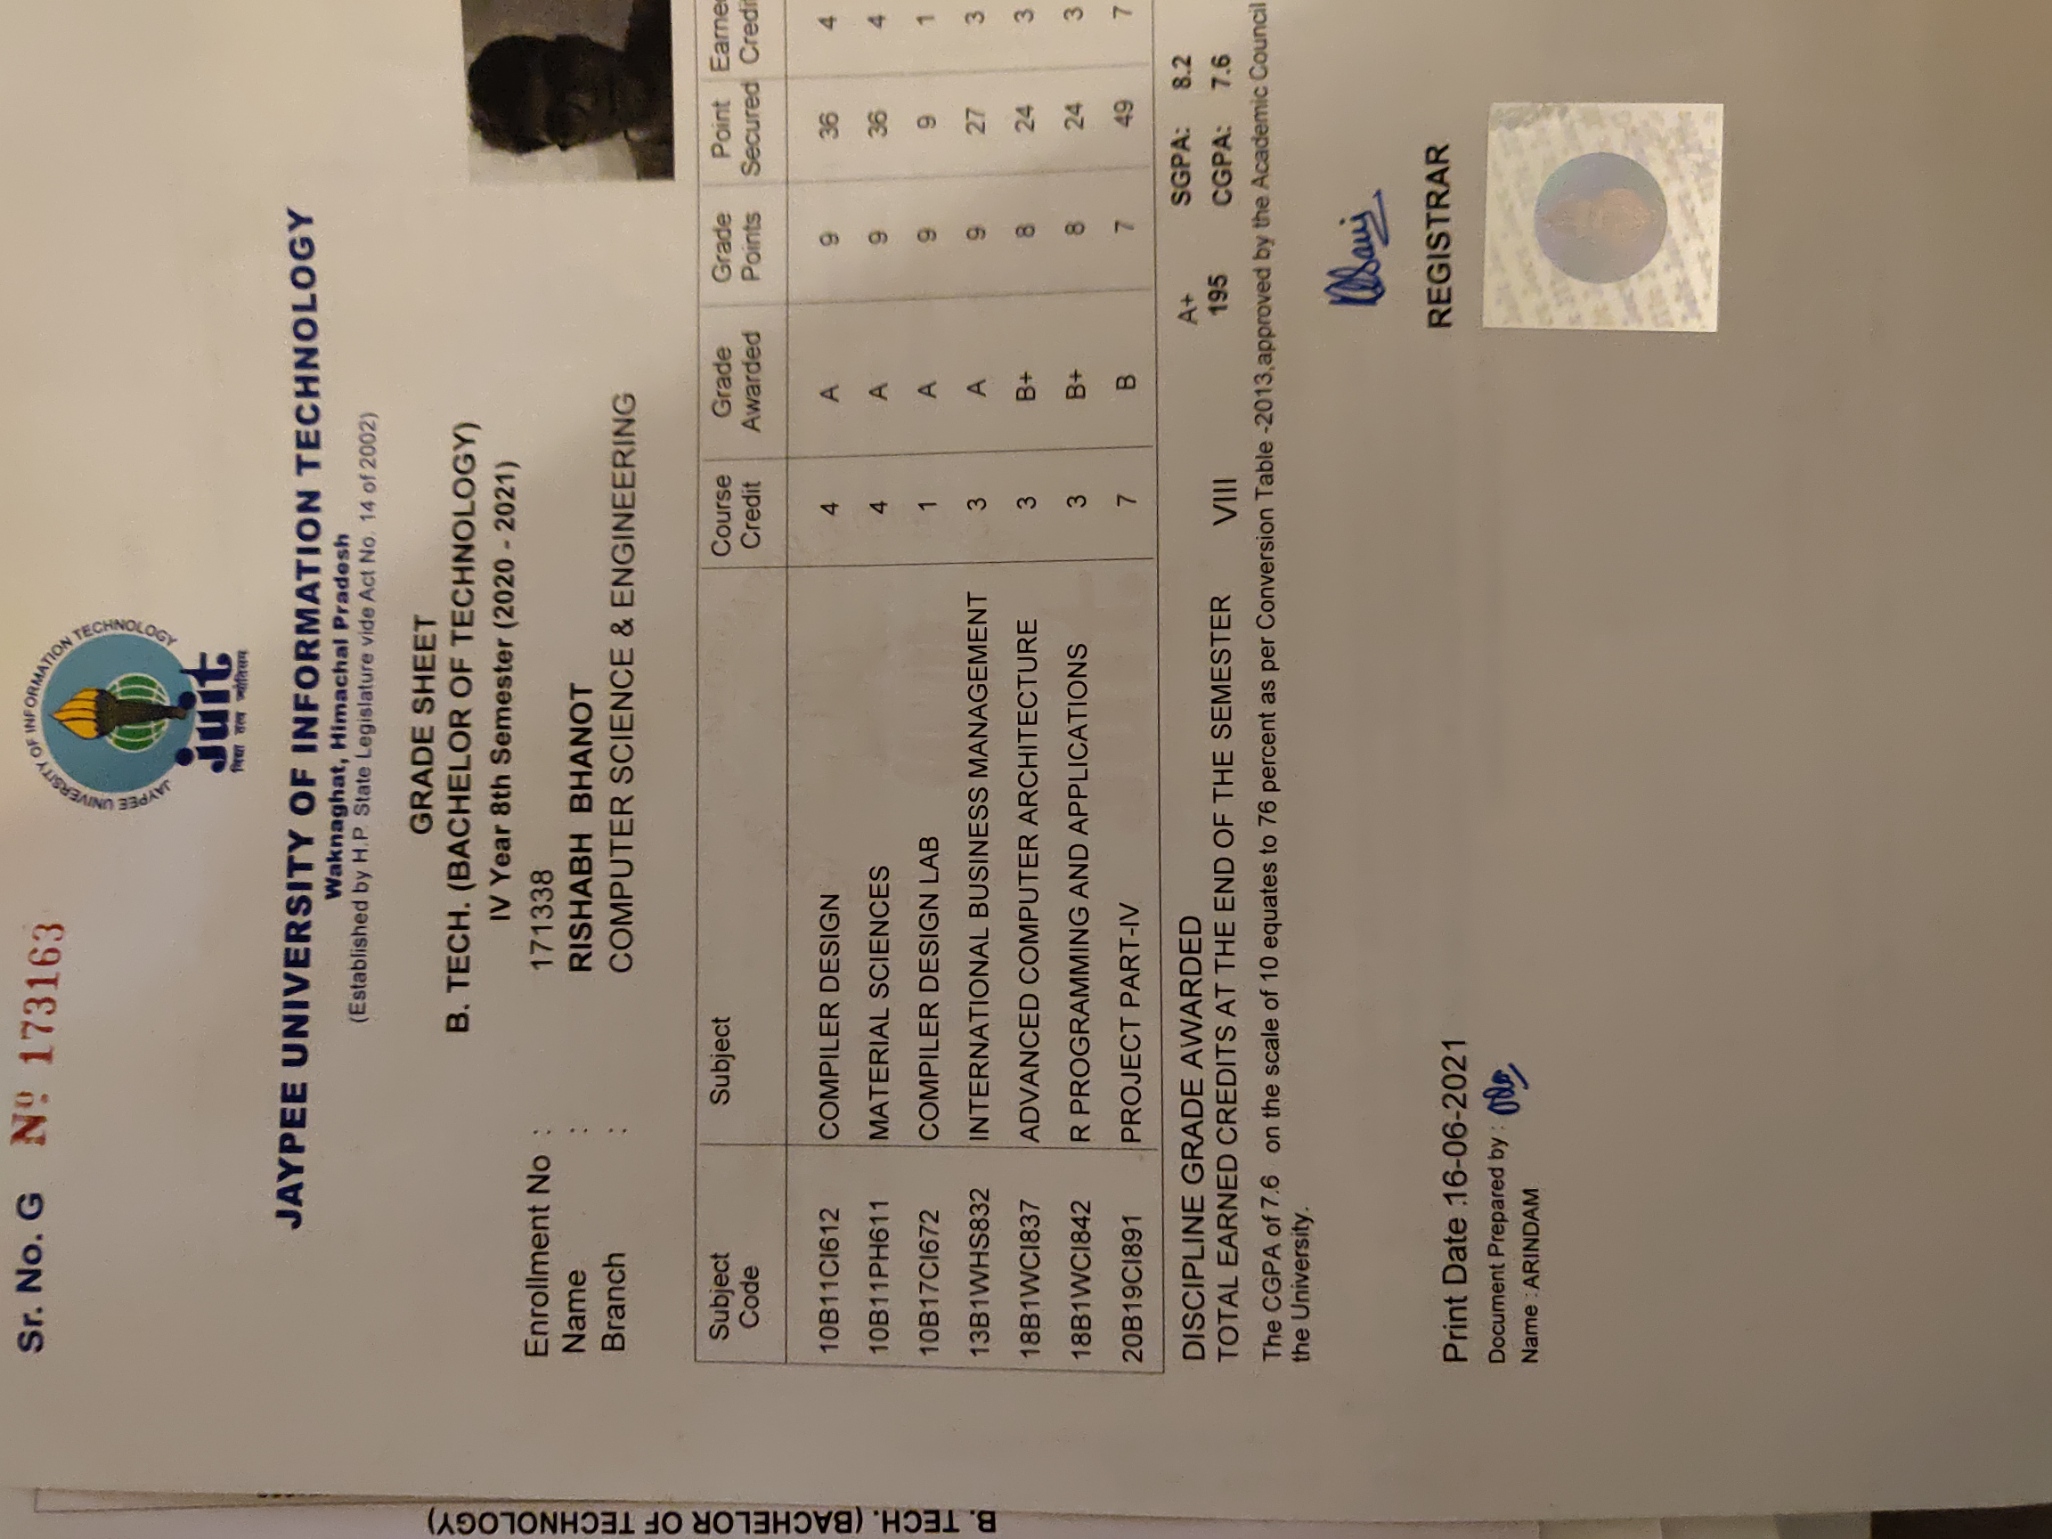 Sr. No. G Nº 173163
JAYPEE UNIVERSITY OF INFORMATION TECHNOLOGY
juit
विद्या तत्व ज्योतिसमः
JAYPEE UNIVERSITY OF INFORMATION TECHNOLOGY
Waknaghat, Himachal Pradesh
(Established by H.P. State Legislature vide Act No. 14 of 2002)
GRADE SHEET
B. TECH. (BACHELOR OF TECHNOLOGY)
IV Year 8th Semester (2020 - 2021)
Enrollment No : 171338
Name : RISHABH BHANOT
Branch : COMPUTER SCIENCE & ENGINEERING
Subject Subject Course Grade Grade Point Earned
Code Credit Awarded Points Secured Credit
10B11CI612 COMPILER DESIGN 4 A 9 36 4
10B11PH611 MATERIAL SCIENCES 4 A 9 36 4
10B17CI672 COMPILER DESIGN LAB 1 A 9 9 1
13B1WHS832 INTERNATIONAL BUSINESS MANAGEMENT 3 A 9 27 3
18B1WCI837 ADVANCED COMPUTER ARCHITECTURE 3 B+ 8 24 3
18B1WCI842 R PROGRAMMING AND APPLICATIONS 3 B+ 8 24 3
20B19CI891 PROJECT PART-IV 7 B 7 49 7
DISCIPLINE GRADE AWARDED A+ SGPA: 8.2
TOTAL EARNED CREDITS AT THE END OF THE SEMESTER VIII 195 CGPA: 7.6
The CGPA of 7.6 on the scale of 10 equates to 76 percent as per Conversion Table -2013,approved by the Academic Council
the University.
REGISTRAR
Print Date :16-06-2021
Document Prepared by :
Name : ARINDAM
B. TECH. (BACHELOR OF TECHNOLOGY)